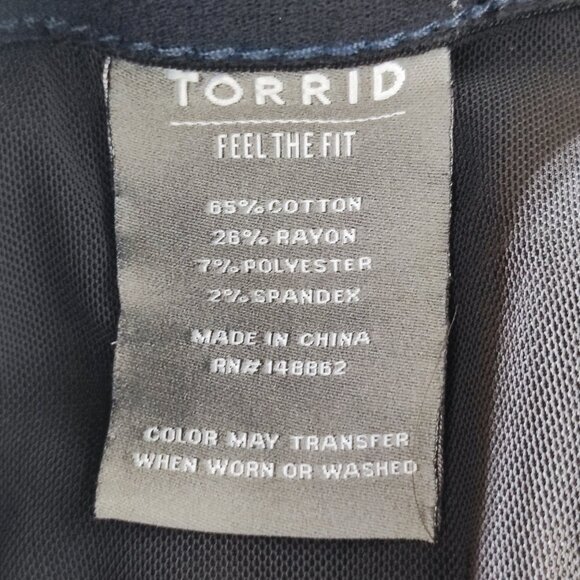 TORRID
FEEL THE FIT
65% COTTON
26% RAYON
7% POLYESTER
2% SPANDEX
MADE IN CHINA
RN# 148862
COLOR MAY TRANSFER
WHEN WORN OR WASHED